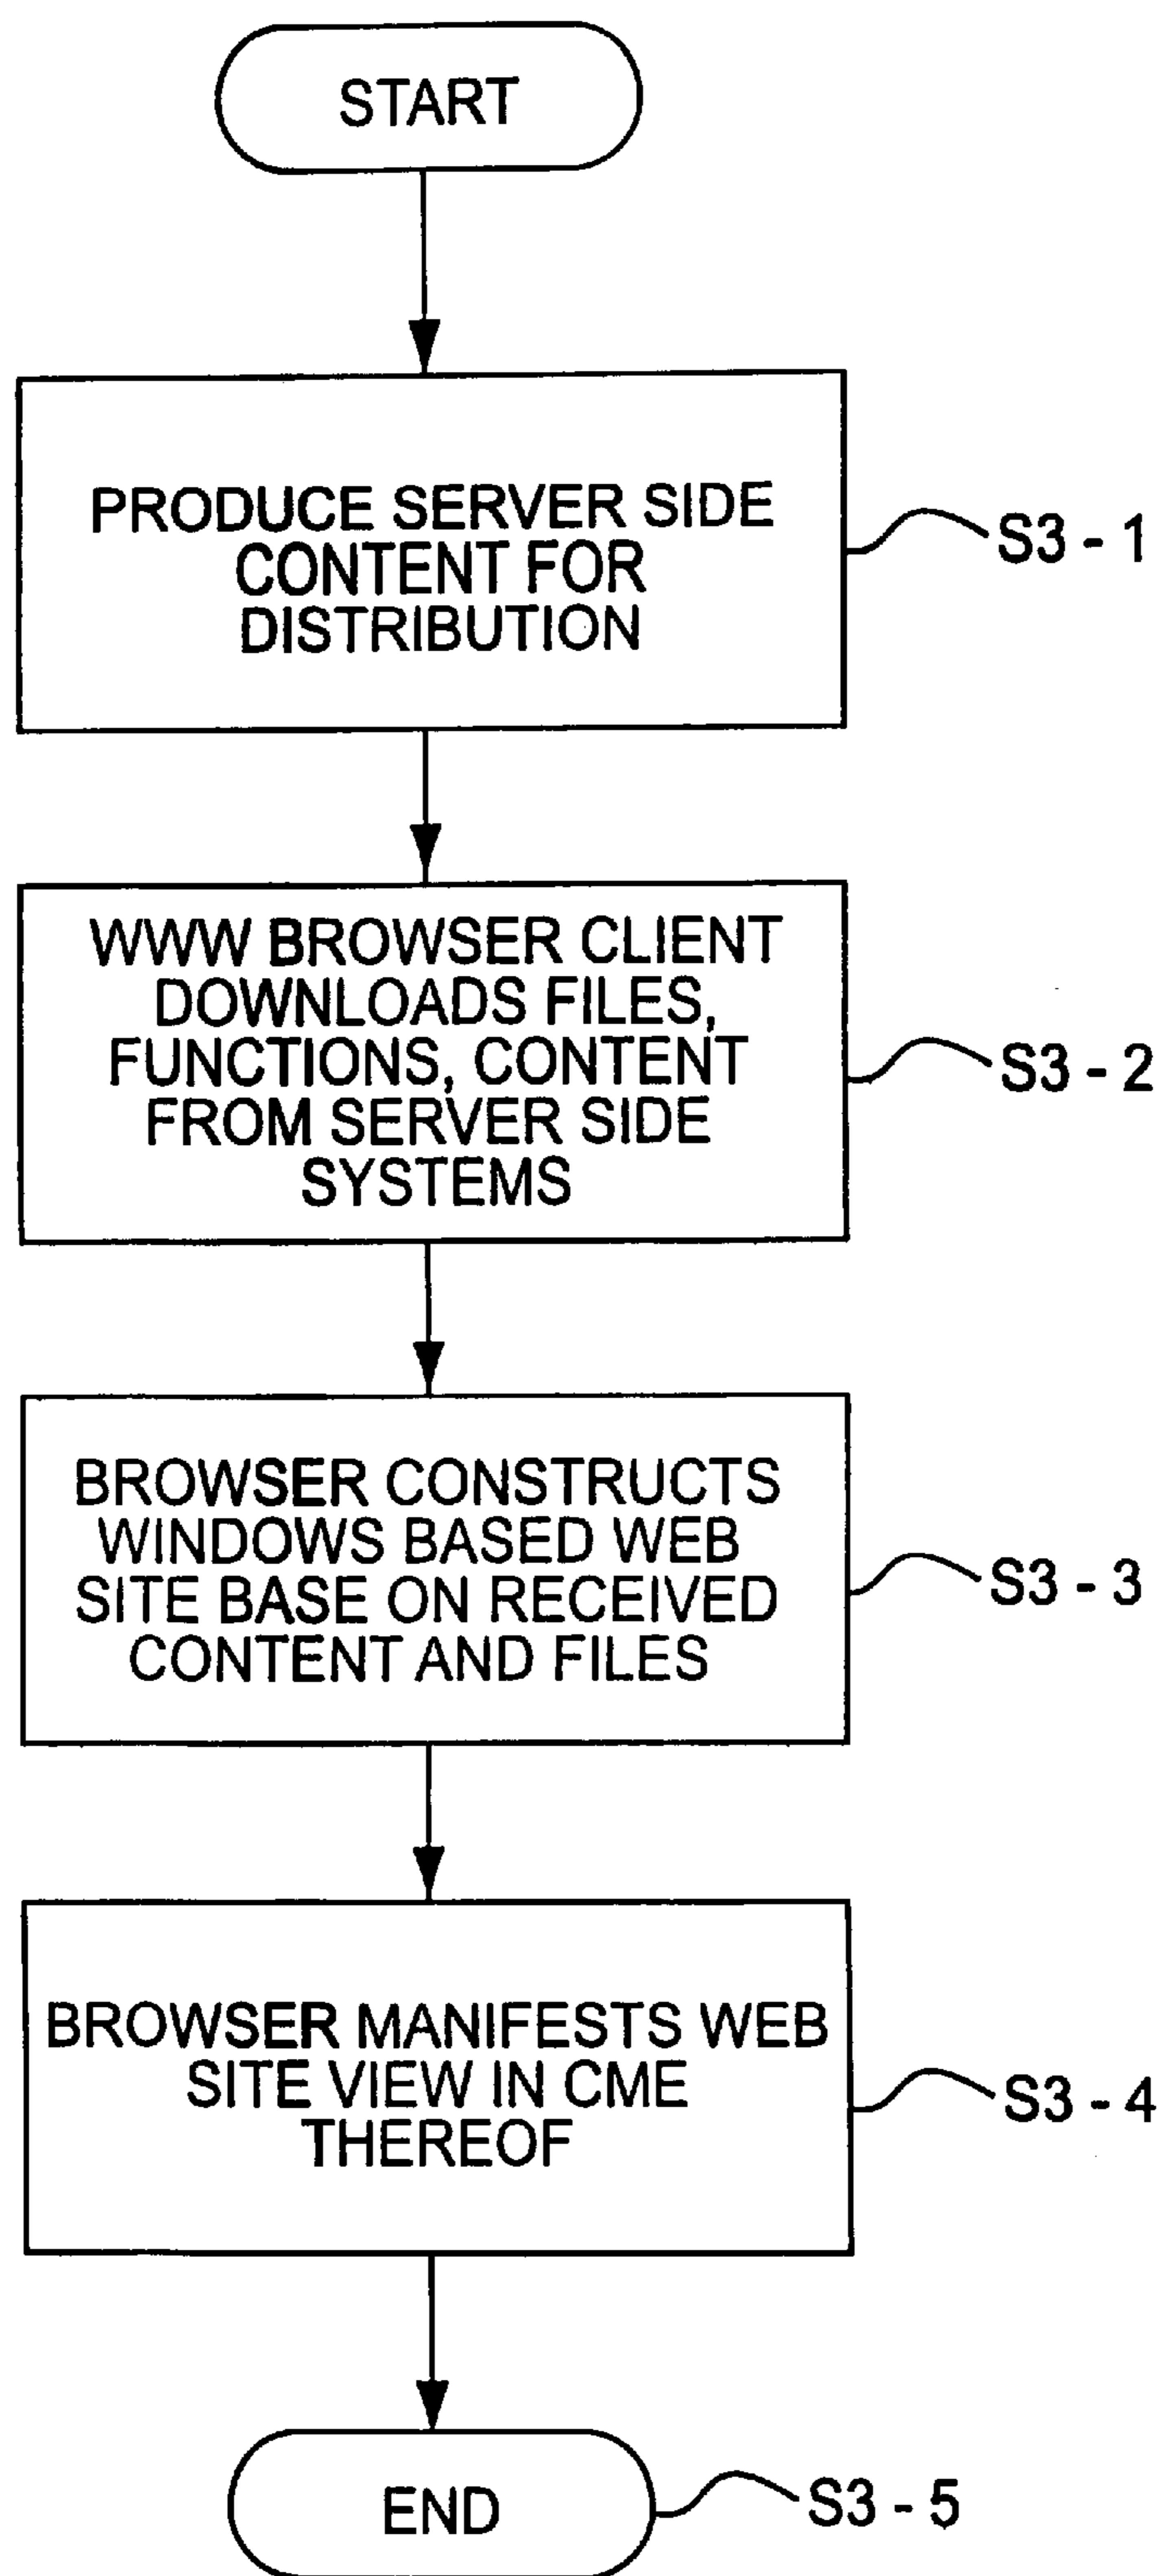 START
PRODUCE SERVER SIDE
CONTENT FOR
DISTRIBUTION
S3 - 1
WWW BROWSER CLIENT
DOWNLOADS FILES,
FUNCTIONS, CONTENT
FROM SERVER SIDE
SYSTEMS
S3 - 2
BROWSER CONSTRUCTS
WINDOWS BASED WEB
SITE BASE ON RECEIVED
CONTENT AND FILES
S3 - 3
BROWSER MANIFESTS WEB
SITE VIEW IN CME
THEREOF
S3 - 4
END
S3 - 5